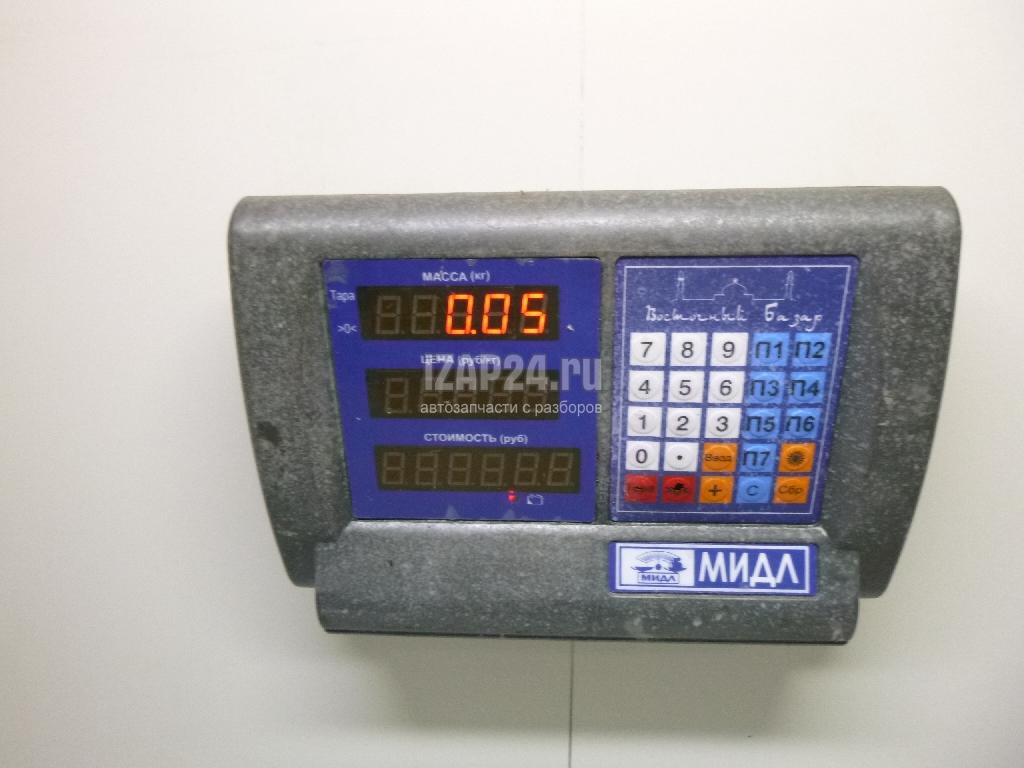 МАССА (кг)
Тара
0.05
>0<
ЦЕНА (руб/кг)
IZAP24.ru
автозапчасти с разборов
СТОИМОСТЬ (руб)
Восточный Базар
7 8 9 П1 П2
4 5 6 П3 П4
1 2 3 П5 П6
0 . Ввод П7
+ С Сбр
МИДЛ
МИДЛ